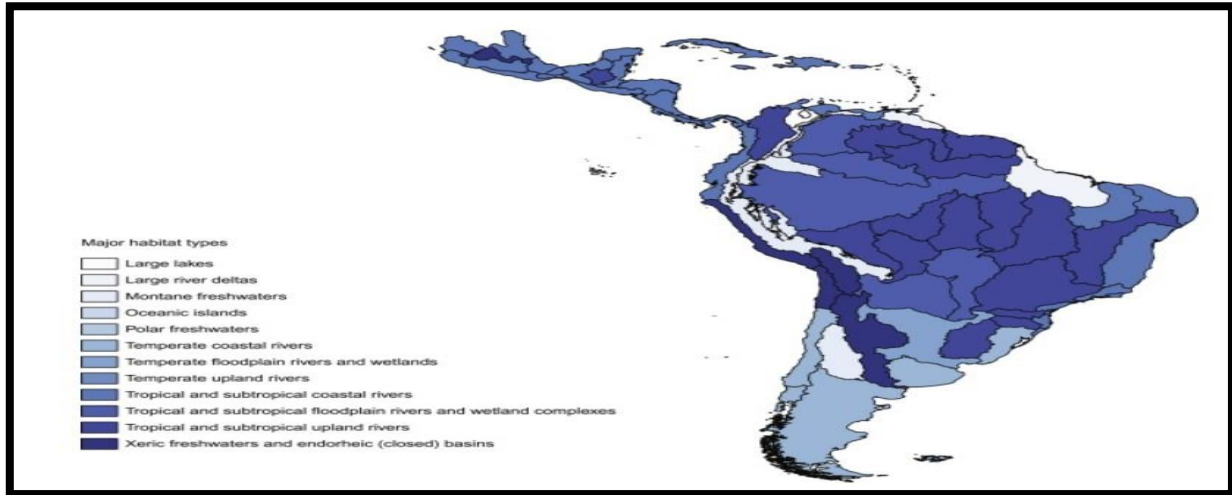 Major habitat types
Large lakes
Large river deltas
Montane freshwaters
Oceanic islands
Polar freshwaters
Temperate coastal rivers
Temperate floodplain rivers and wetlands
Temperate upland rivers
Tropical and subtropical coastal rivers
Tropical and subtropical floodplain rivers and wetland complexes
Tropical and subtropical upland rivers
Xeric freshwaters and endorheic (closed) basins